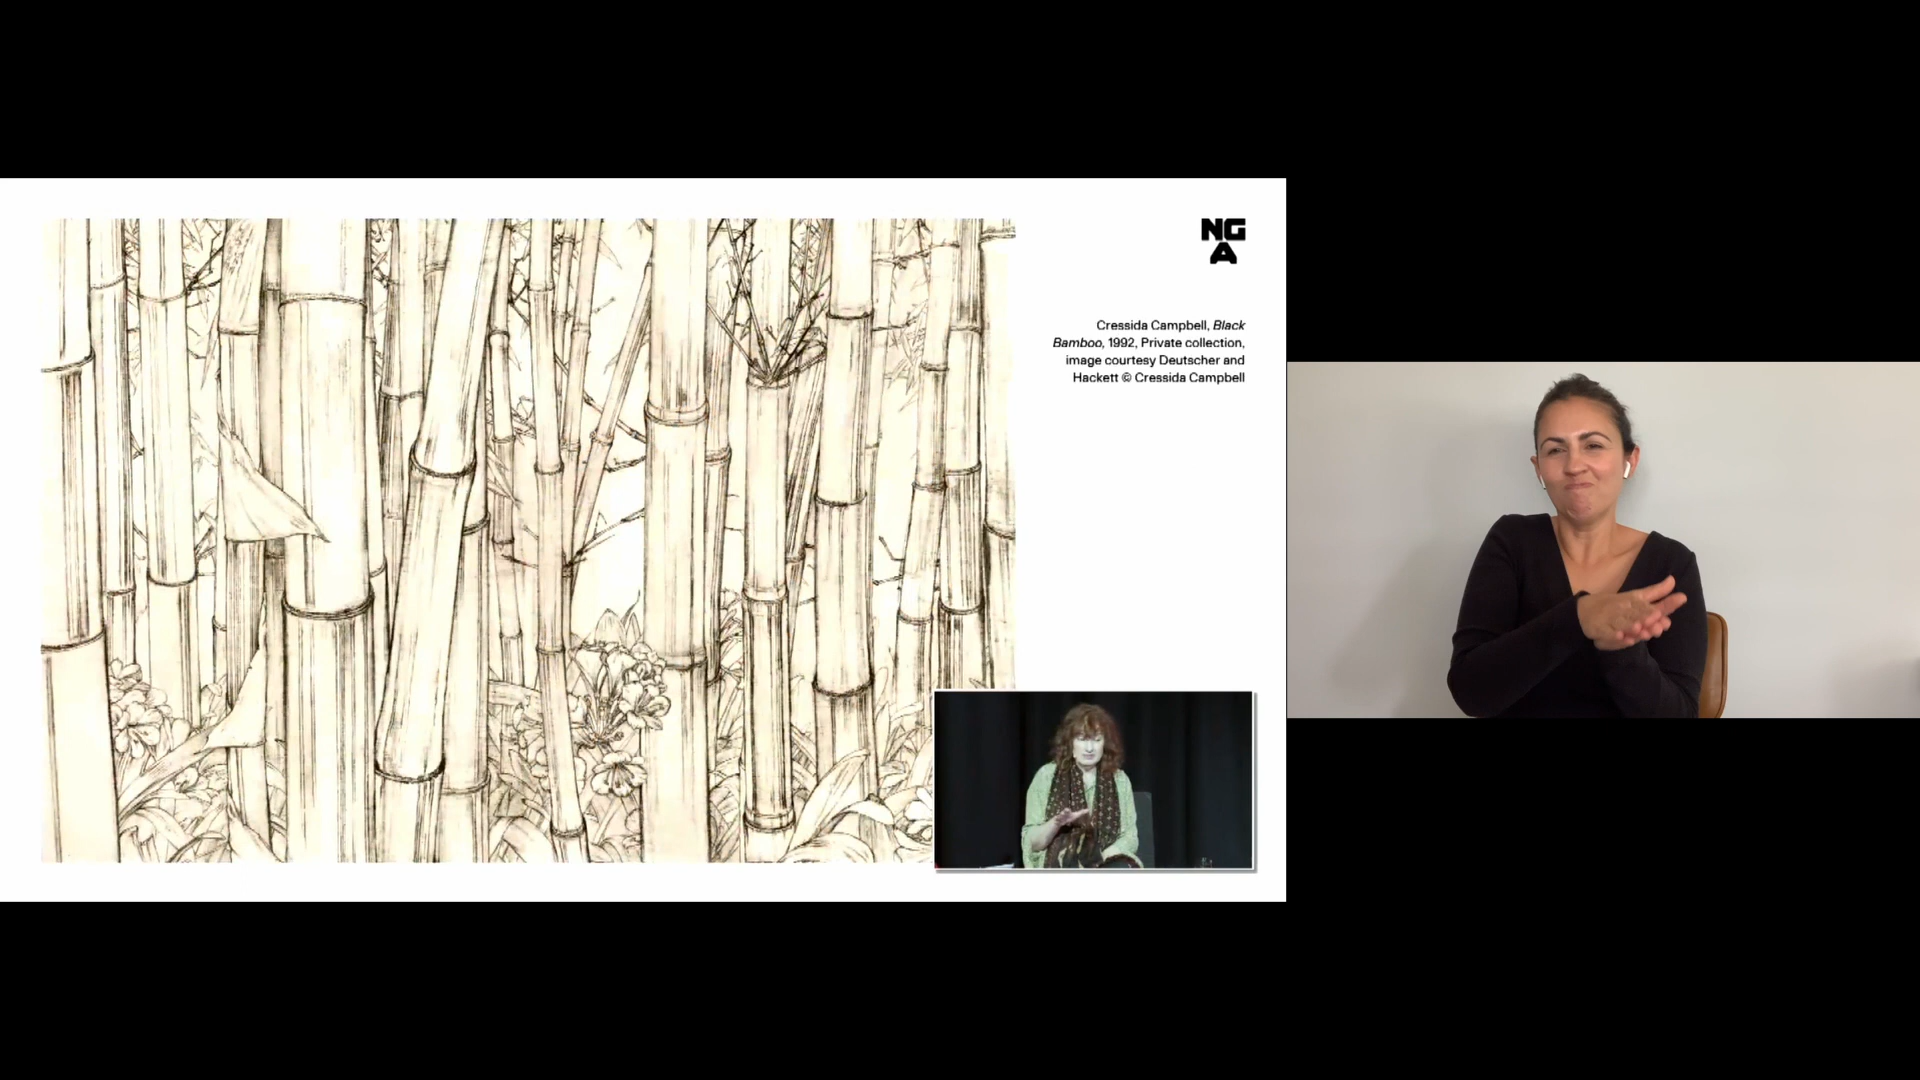 NG
A
Cressida Campbell, Black
Bamboo, 1992, Private collection,
image courtesy Deutscher and
Hackett © Cressida Campbell